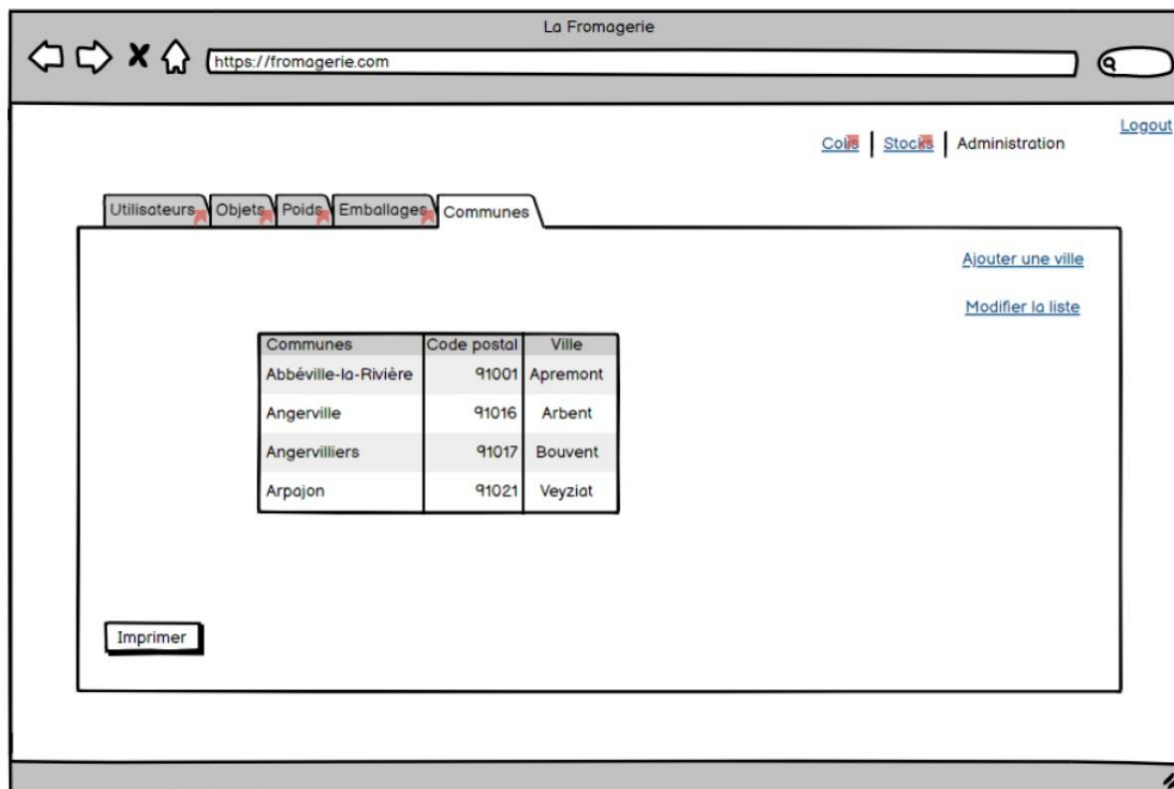 La Fromagerie
https://fromagerie.com
Logout
Colis | Stocks | Administration
Utilisateurs Objets Poids Emballages Communes
Ajouter une ville
Modifier la liste
Communes Code postal Ville
Abbéville-la-Rivière 91001 Apremont
Angerville 91016 Arbent
Angervilliers 91017 Bouvent
Arpajon 91021 Veyziat
Imprimer